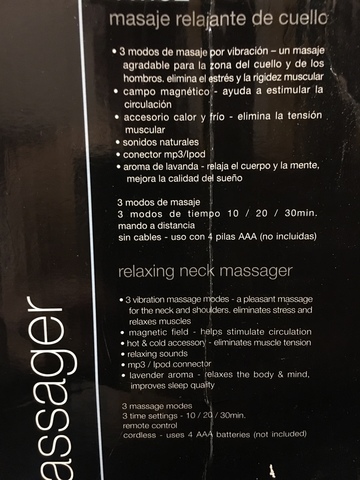 masaje relajante de cuello
• 3 modos de masaje por vibración – un masaje
agradable para la zona del cuello y de los
hombros. elimina el estrés y la rigidez muscular
• campo magnético - ayuda a estimular la
circulación
• accesorio calor y frío - elimina la tensión
muscular
• sonidos naturales
• conector mp3/Ipod
• aroma de lavanda - relaja el cuerpo y la mente,
mejora la calidad del sueño
3 modos de masaje
3 modos de tiempo 10 / 20 / 30min.
mando a distancia
sin cables - uso con 4 pilas AAA (no incluidas)
relaxing neck massager
• 3 vibration massage modes - a pleasant massage
for the neck and shoulders. eliminates stress and
relaxes muscles
• magnetic field - helps stimulate circulation
• hot & cold accessory - eliminates muscle tension
• relaxing sounds
• mp3 / Ipod connector
• lavender aroma - relaxes the body & mind,
improves sleep quality
3 massage modes
3 time settings - 10 / 20 / 30min.
remote control
cordless - uses 4 AAA batteries (not included)
assager